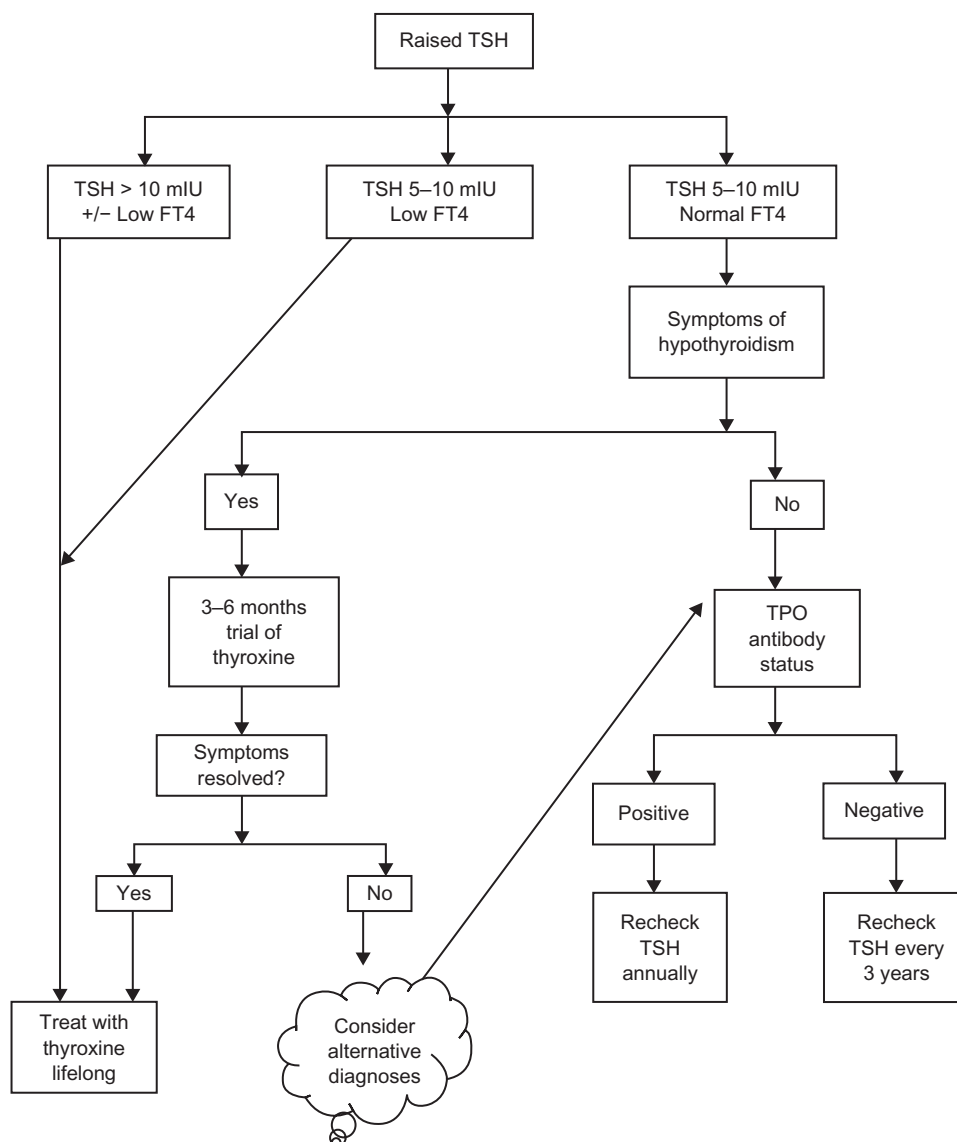 Raised TSH
TSH > 10 mIU
+/− Low FT4
TSH 5–10 mIU
Low FT4
TSH 5–10 mIU
Normal FT4
Symptoms of
hypothyroidism
Yes
No
3–6 months
trial of
thyroxine
TPO
antibody
status
Symptoms
resolved?
Positive
Negative
Yes
No
Recheck
TSH
annually
Recheck
TSH every
3 years
Treat with
thyroxine
lifelong
Consider
alternative
diagnoses